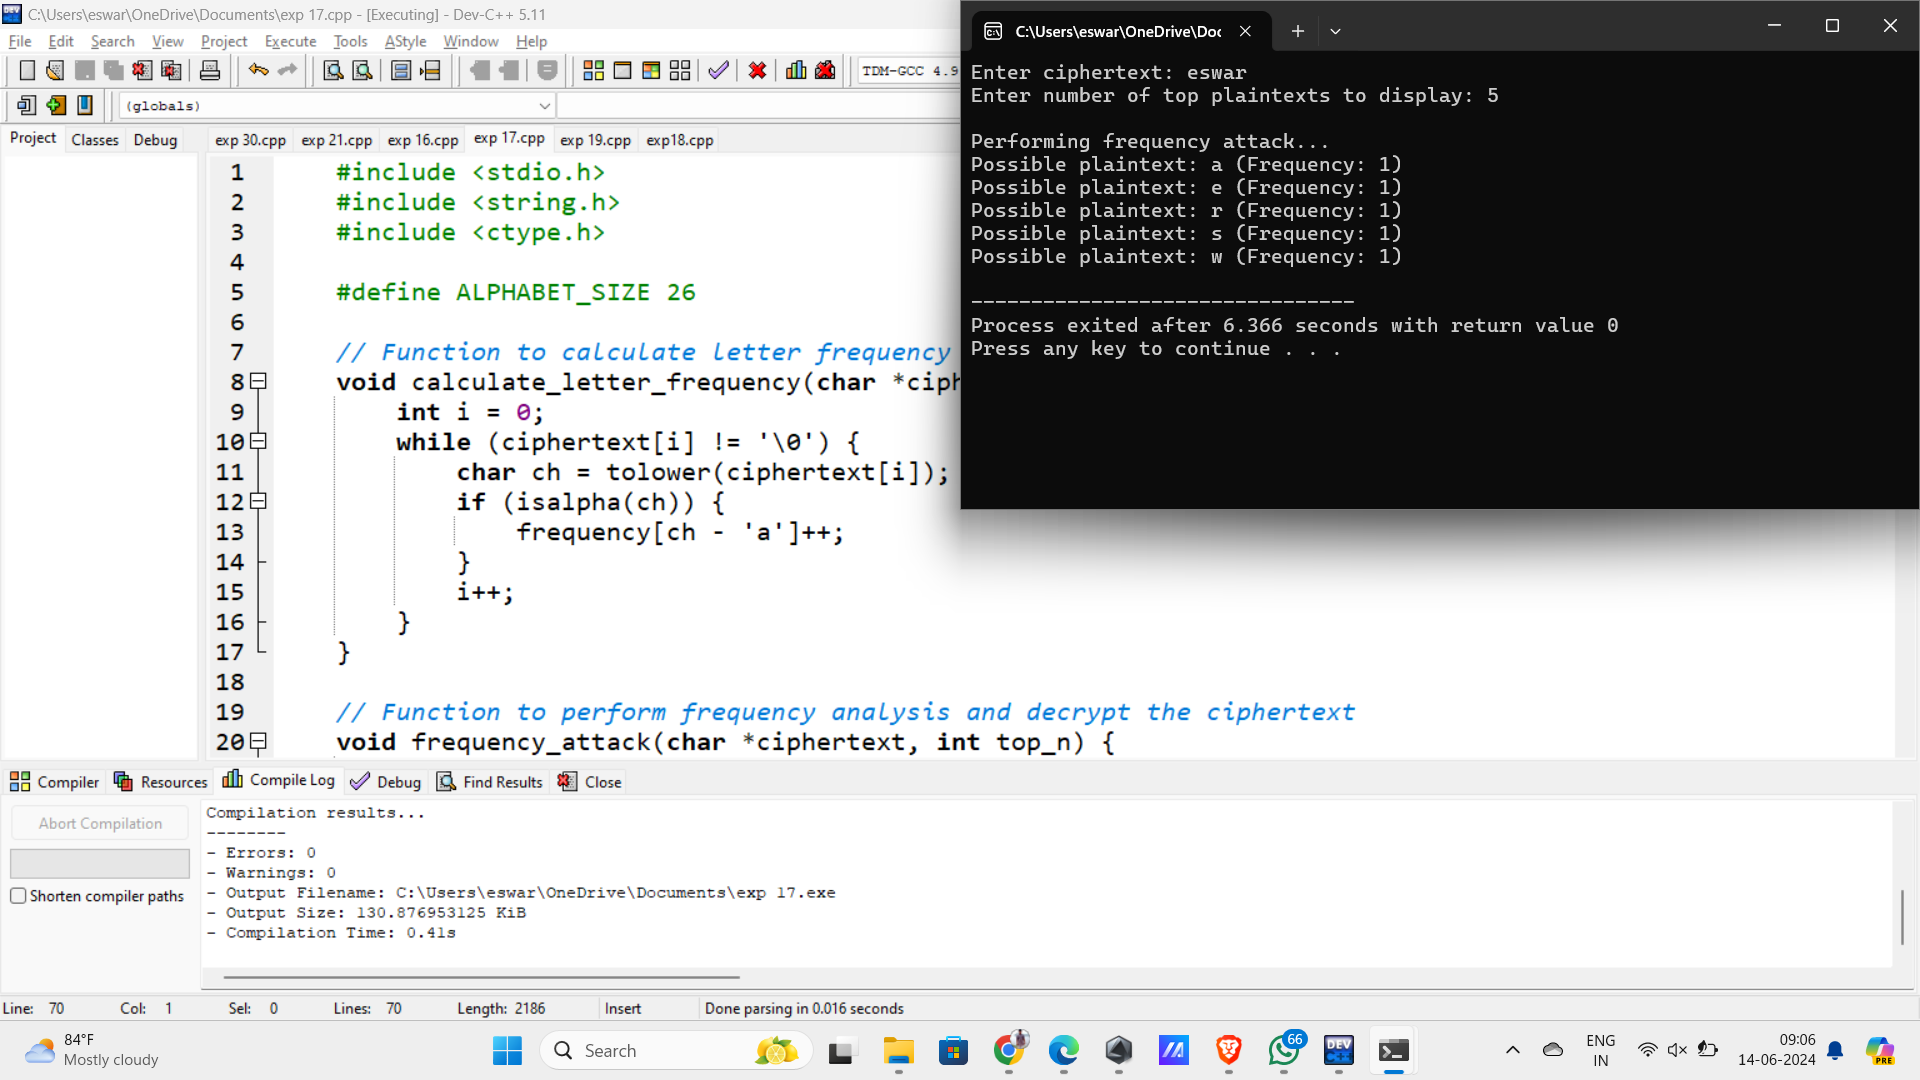 C:\Users\eswar\OneDrive\Documents\exp 17.cpp - [Executing] - Dev-C++ 5.11
File Edit Search View Project Execute Tools AStyle Window Help
TDM-GCC 4.9
(globals)
Project Classes Debug
exp 30.cpp exp 21.cpp exp 16.cpp exp 17.cpp exp 19.cpp exp18.cpp
1 #include <stdio.h>
2 #include <string.h>
3 #include <ctype.h>
4
5 #define ALPHABET_SIZE 26
6
7 // Function to calculate letter frequency
8 void calculate_letter_frequency(char *ciph
9 int i = 0;
10 while (ciphertext[i] != '\0') {
11 char ch = tolower(ciphertext[i]);
12 if (isalpha(ch)) {
13 frequency[ch - 'a']++;
14 }
15 i++;
16 }
17 }
18
19 // Function to perform frequency analysis and decrypt the ciphertext
20 void frequency_attack(char *ciphertext, int top_n) {
C:\Users\eswar\OneDrive\Doc
Enter ciphertext: eswar
Enter number of top plaintexts to display: 5
Performing frequency attack...
Possible plaintext: a (Frequency: 1)
Possible plaintext: e (Frequency: 1)
Possible plaintext: r (Frequency: 1)
Possible plaintext: s (Frequency: 1)
Possible plaintext: w (Frequency: 1)
--------------------------------
Process exited after 6.366 seconds with return value 0
Press any key to continue . . .
Compiler Resources Compile Log Debug Find Results Close
Abort Compilation
Shorten compiler paths
Compilation results...
--------
- Errors: 0
- Warnings: 0
- Output Filename: C:\Users\eswar\OneDrive\Documents\exp 17.exe
- Output Size: 130.876953125 KiB
- Compilation Time: 0.41s
Line: 70 Col: 1 Sel: 0 Lines: 70 Length: 2186 Insert Done parsing in 0.016 seconds
84°F
Mostly cloudy
Search
66
DEV
C++
ENG
IN
09:06
14-06-2024
PRE